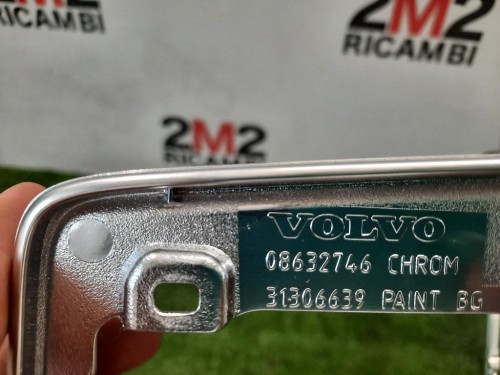 2M2
RICAMBI
2M2
RICAMBI
2M2
RICAMBI
VOLVO
08632746 CHROM
31306639 PAINT BG